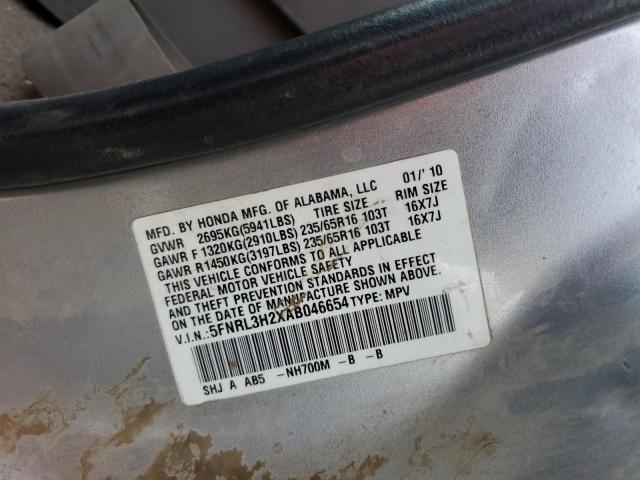 MFD. BY HONDA MFG. OF ALABAMA, LLC 01/'10
GVWR 2695KG(5941LBS) TIRE SIZE RIM SIZE
GAWR F 1320KG(2910LBS) 235/65R16 103T 16X7J
GAWR R1450KG(3197LBS) 235/65R16 103T 16X7J
THIS VEHICLE CONFORMS TO ALL APPLICABLE
FEDERAL MOTOR VEHICLE SAFETY
AND THEFT PREVENTION STANDARDS IN EFFECT
ON THE DATE OF MANUFACTURE SHOWN ABOVE.
V.I.N.:5FNRL3H2XAB046654 TYPE: MPV
SHJ A AB5 -NH700M -B -B